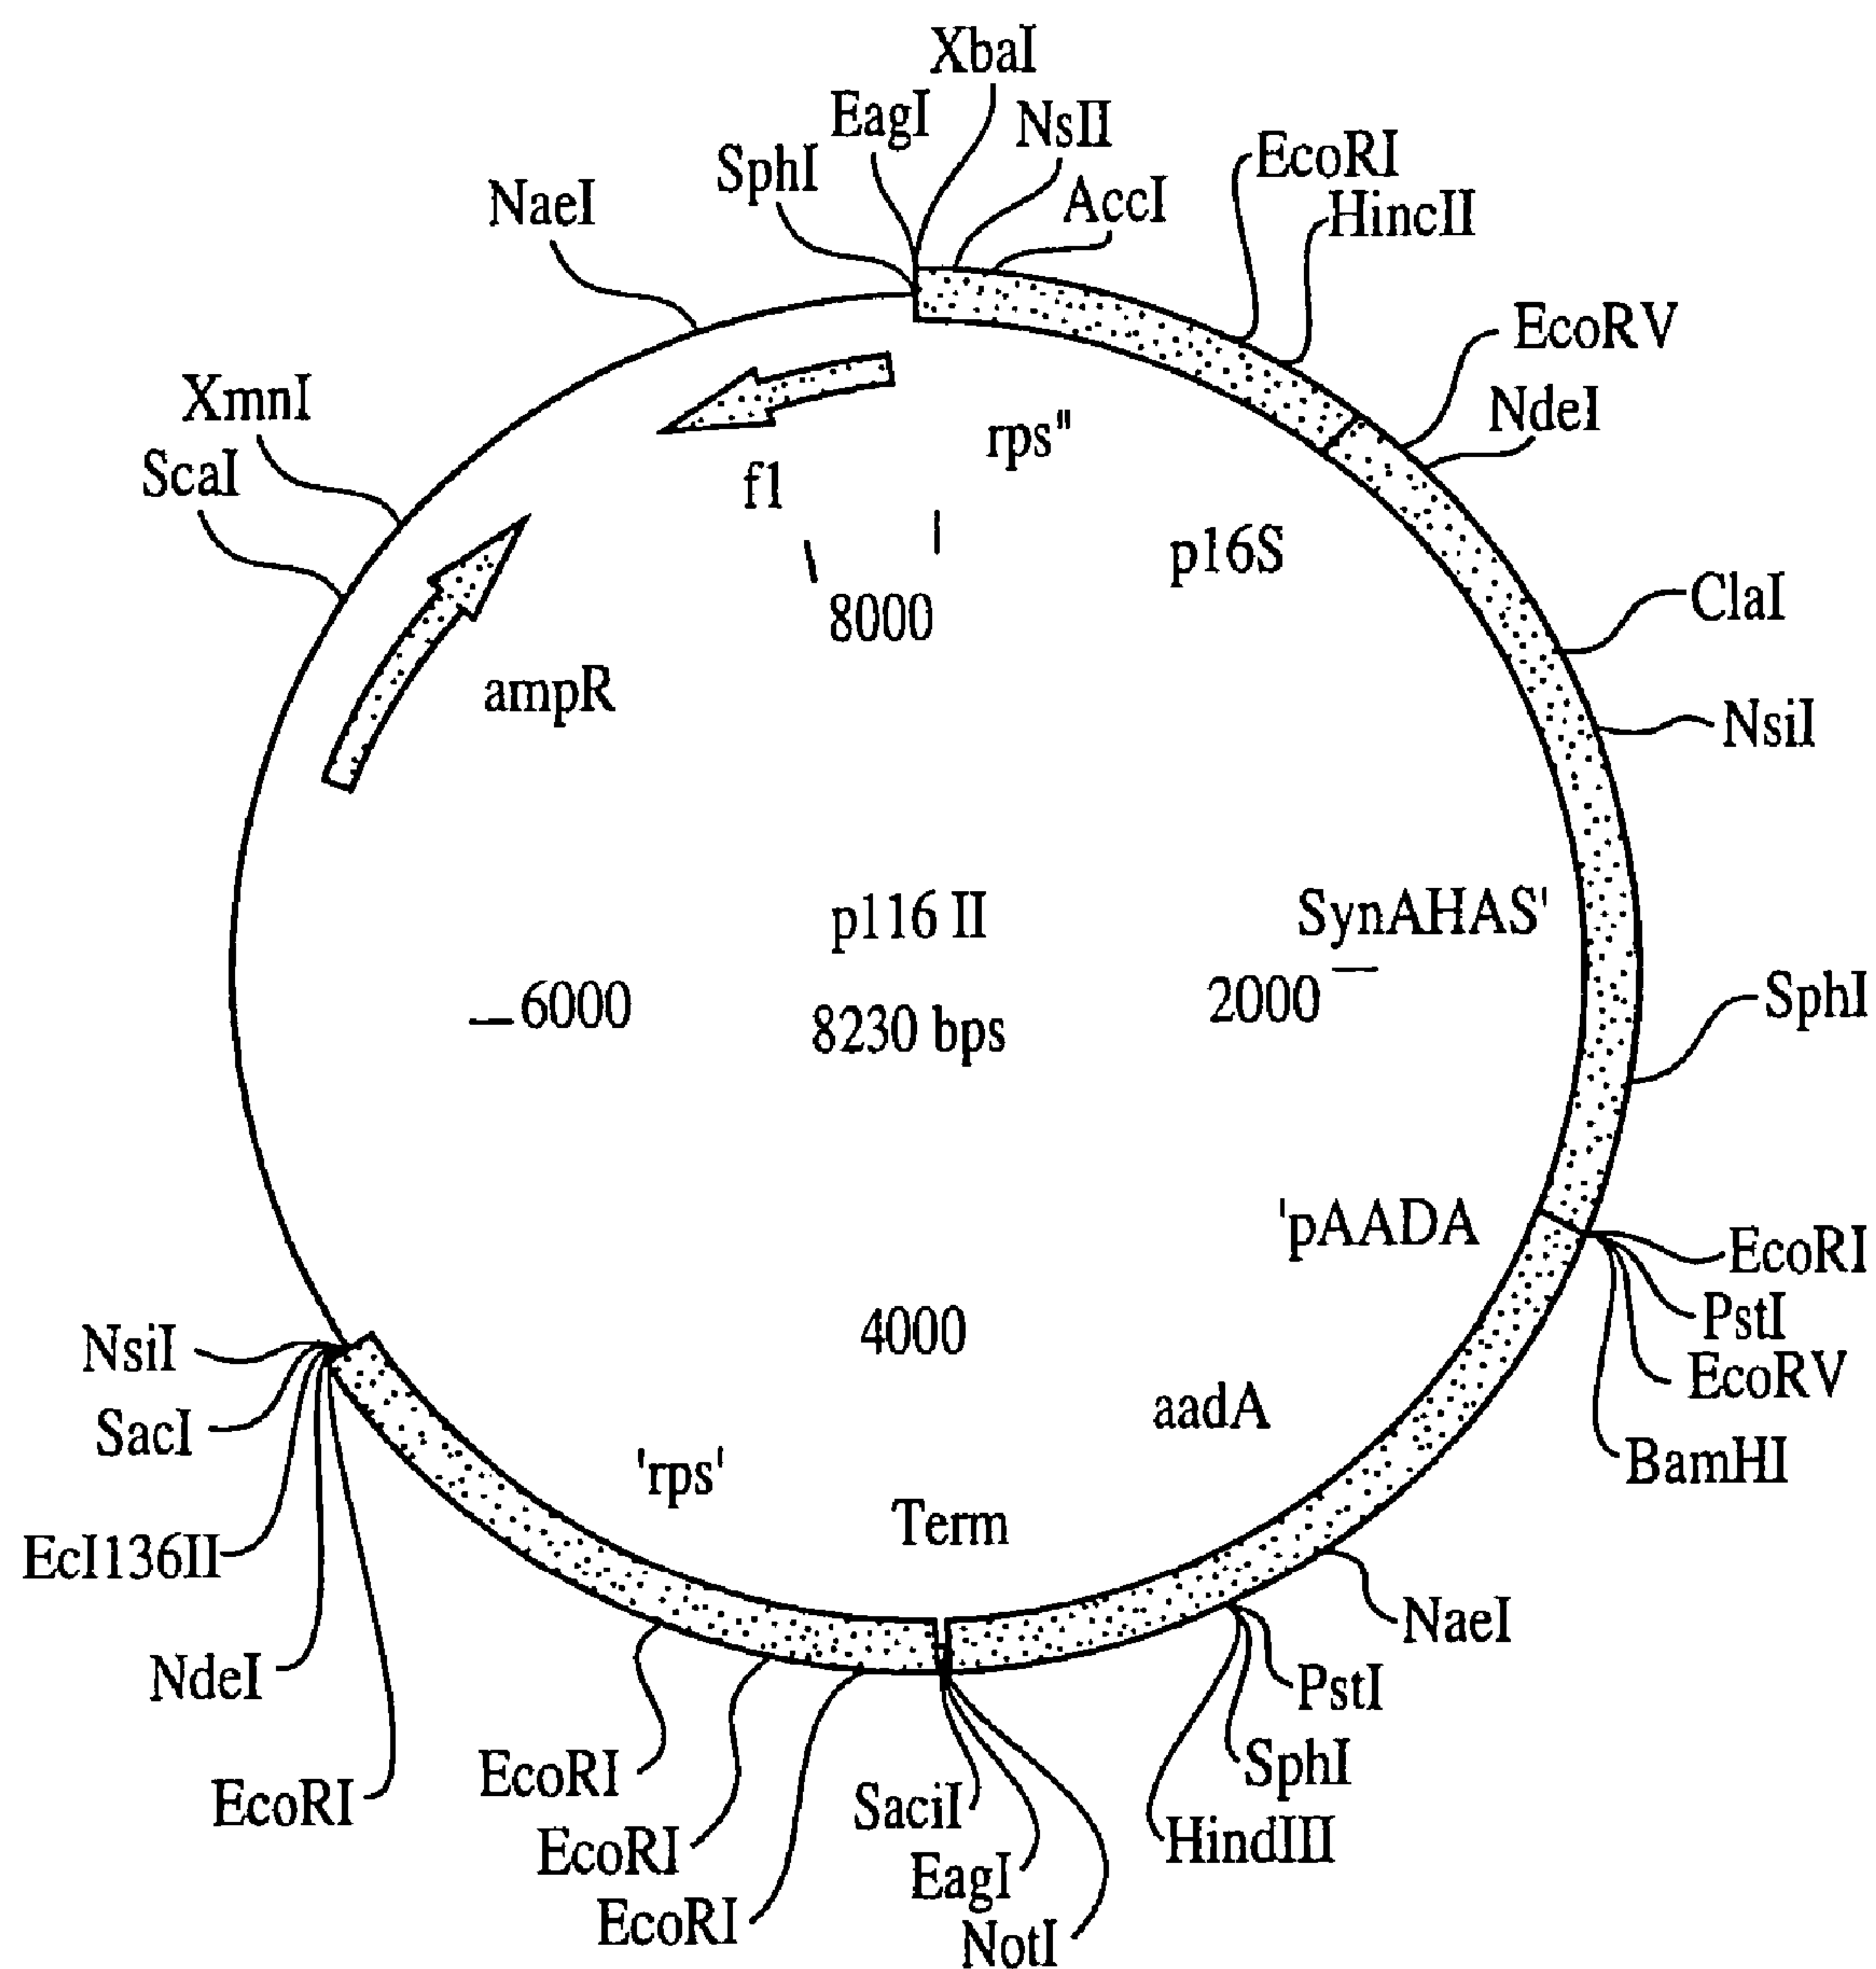 XbaI
EagI
NsII
SphI
AccI
EcoRI
HincII
NaeI
EcoRV
NdeI
XmnI
ScaI
rps"
f1
p16S
8000
ClaI
ampR
NsiI
p116 II
SynAHAS'
6000
8230 bps
2000
SphI
'pAADA
EcoRI
PstI
EcoRV
BamHI
4000
aadA
NsiI
SacI
'rps'
Term
EcI136II
NdeI
NaeI
PstI
SphI
HindIII
EcoRI
EcoRI
EcoRI
EcoRI
SaciI
EagI
NotI